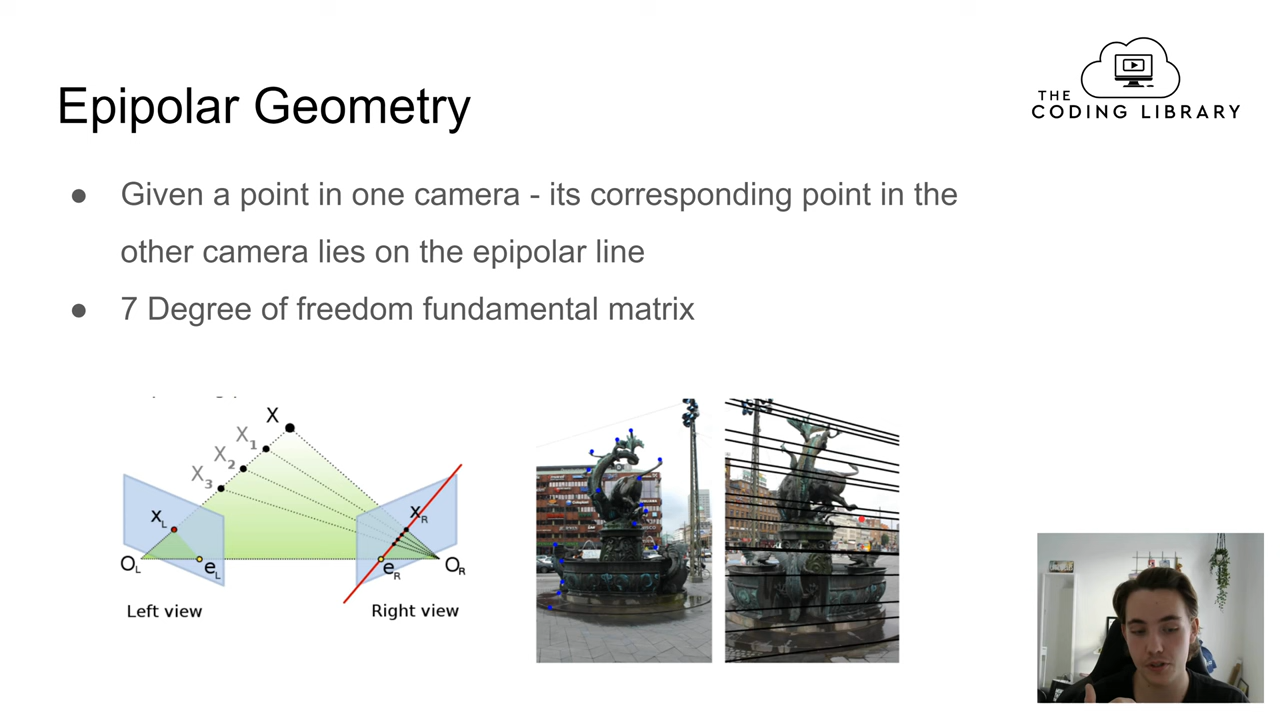 THE
CODING LIBRARY
Epipolar Geometry
● Given a point in one camera - its corresponding point in the
other camera lies on the epipolar line
● 7 Degree of freedom fundamental matrix
X
X1
X2
X3
xL
xR
OL
eL
eR
OR
Left view
Right view